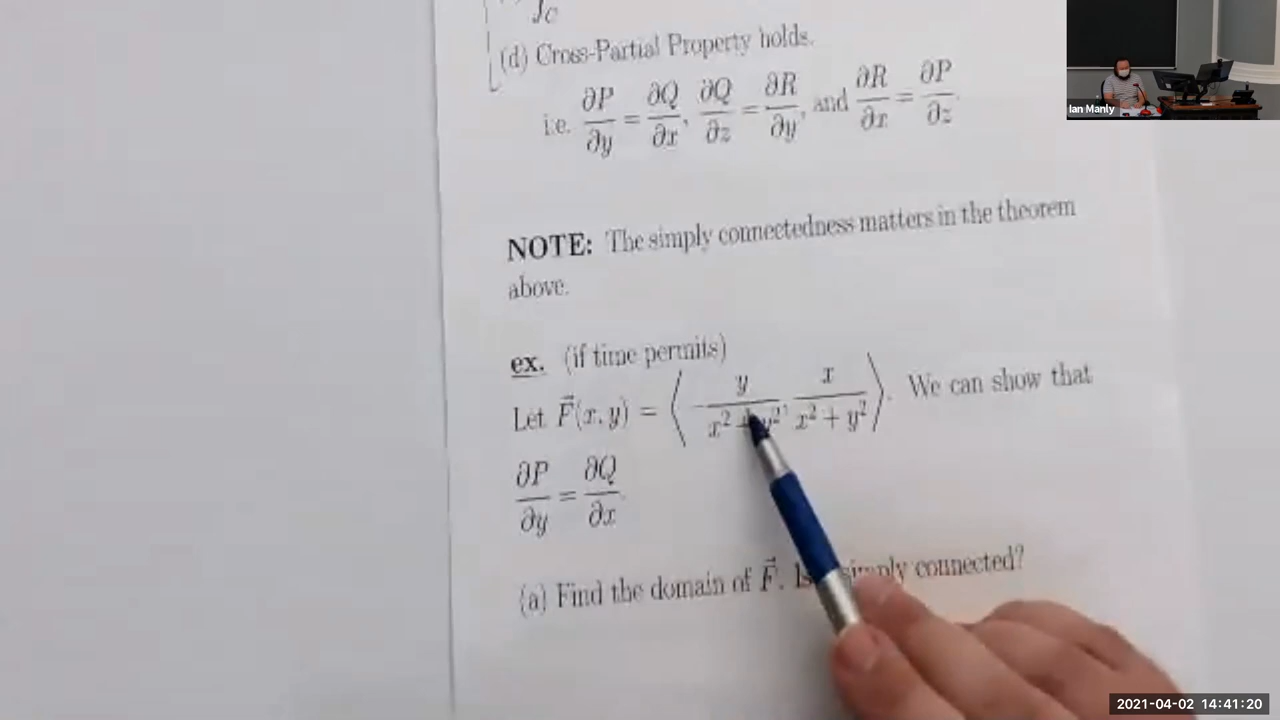 ∫C
(d) Cross-Partial Property holds.
i.e. ∂P/∂y = ∂Q/∂x, ∂Q/∂z = ∂R/∂y, and ∂R/∂x = ∂P/∂z.
NOTE: The simply connectedness matters in the theorem
above.
ex. (if time permits)
Let F⃗(x, y) = ⟨ −y/(x² + y²), x/(x² + y²) ⟩. We can show that
∂P/∂y = ∂Q/∂x.
(a) Find the domain of F⃗. Is simply connected?
Ian Manly
2021-04-02 14:41:20